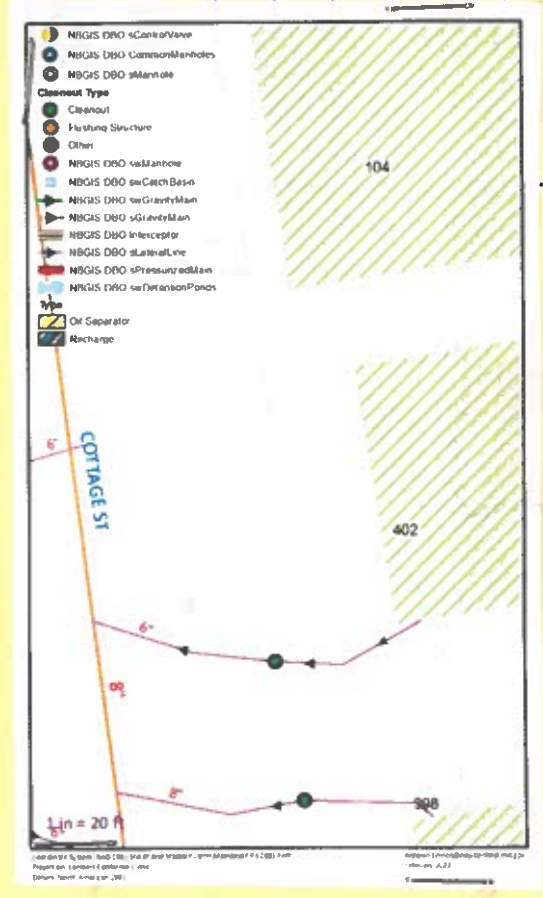 NBGIS DBO sControlValve
NBGIS DBO CommonManholes
NBGIS DBO sManhole
Cleanout Type
Cleanout
Flushing Structure
Other
NBGIS DBO swManhole
NBGIS DBO swCatchBasin
NBGIS DBO swGravityMain
NBGIS DBO sGravityMain
NBGIS DBO Interceptor
NBGIS DBO sLateralLine
NBGIS DBO sPressurizedMain
NBGIS DBO swDetentionPonds
Type
Oil Separator
Recharge
104
6"
COTTAGE ST
402
6"
8"
8"
398
1 in = 20 ft